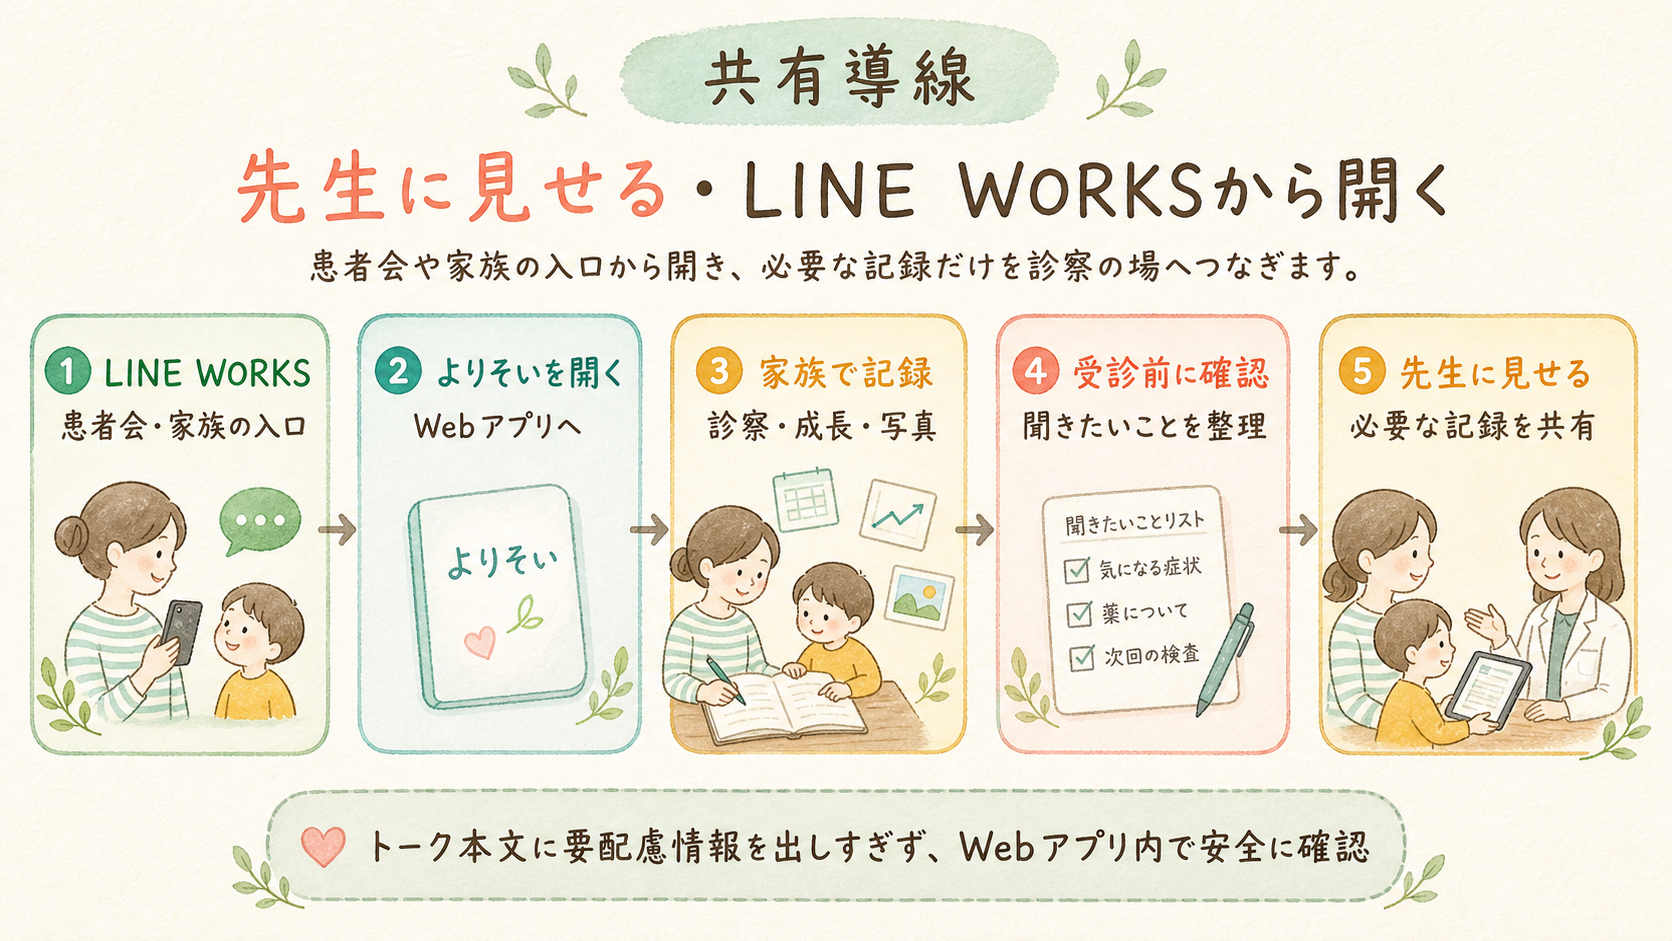 共有導線
先生に見せる・LINE WORKSから開く
患者会や家族の入口から開き、必要な記録だけを診察の場へつなぎます。
1 LINE WORKS
患者会・家族の入口
2 よりそいを開く
Webアプリへ
よりそい
3 家族で記録
診察・成長・写真
4 受診前に確認
聞きたいことを整理
聞きたいことリスト
気になる症状
薬について
次回の検査
5 先生に見せる
必要な記録を共有
トーク本文に要配慮情報を出しすぎず、Webアプリ内で安全に確認